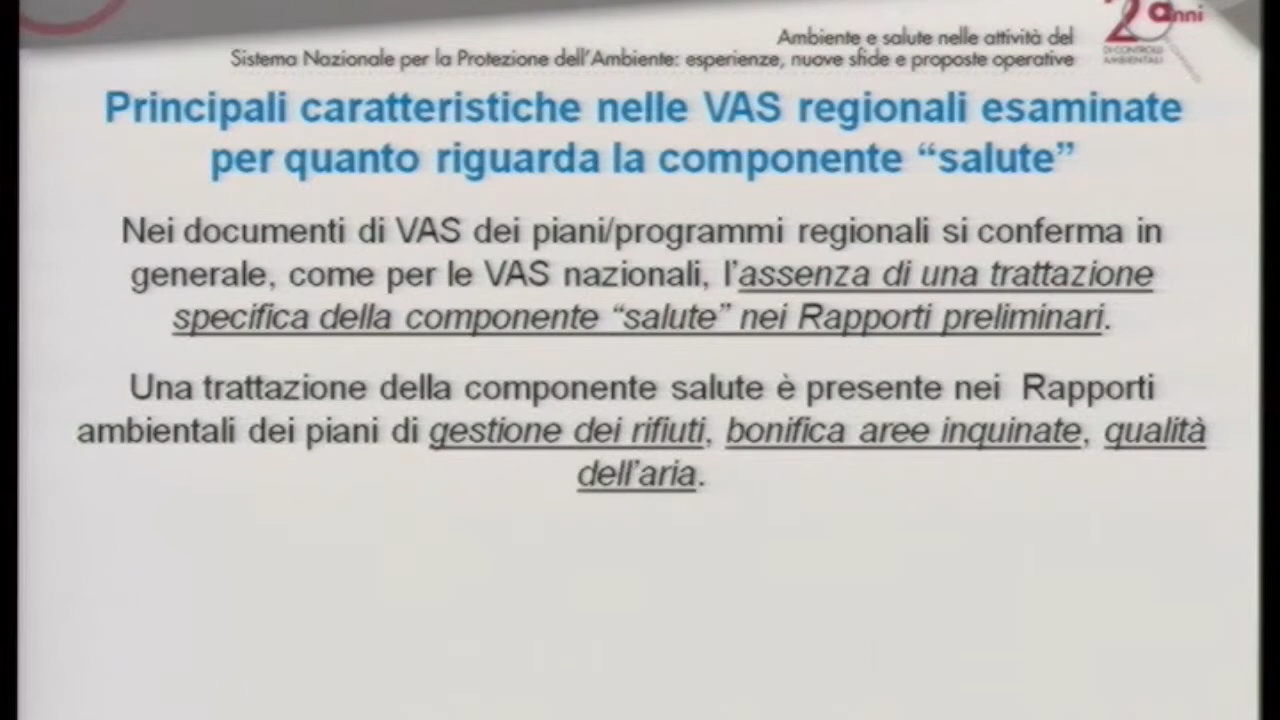 20 anni
DI CONTROLLI
AMBIENTALI
Ambiente e salute nelle attività del
Sistema Nazionale per la Protezione dell'Ambiente: esperienze, nuove sfide e proposte operative
Principali caratteristiche nelle VAS regionali esaminate
per quanto riguarda la componente “salute”
Nei documenti di VAS dei piani/programmi regionali si conferma in
generale, come per le VAS nazionali, l’assenza di una trattazione
specifica della componente “salute” nei Rapporti preliminari.
Una trattazione della componente salute è presente nei Rapporti
ambientali dei piani di gestione dei rifiuti, bonifica aree inquinate, qualità
dell’aria.